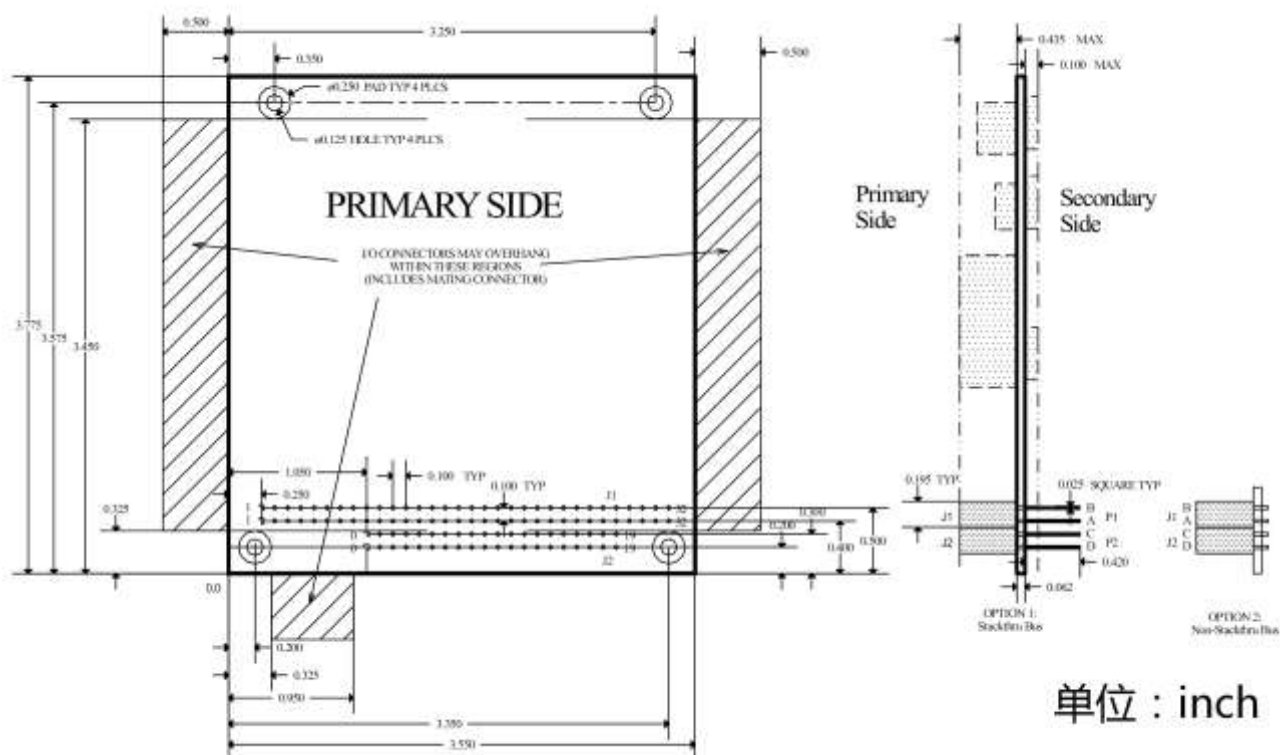 0.500
3.250
0.350
0.500
ø0.250 PAD TYP 4 PLCS
ø0.125 HOLE TYP 4 PLCS
PRIMARY SIDE
I/O CONNECTORS MAY OVERHANG
WITHIN THESE REGIONS
(INCLUDES MATING CONNECTOR)
3.775
3.575
3.450
1.050
0.100 TYP
0.100 TYP
0.250
J1
0.325
0.200
0.300
0.400
0.500
J2
0.0
0.200
0.325
0.950
3.350
3.550
0.435 MAX
0.100 MAX
Primary
Side
Secondary
Side
0.195 TYP
0.025 SQUARE TYP
J1
J2
B
A
C
D
P1
P2
0.420
0.062
OPTION 1:
Stackthru Bus
J1
J2
B
A
C
D
OPTION 2:
Non-Stackthru Bus
单位：inch